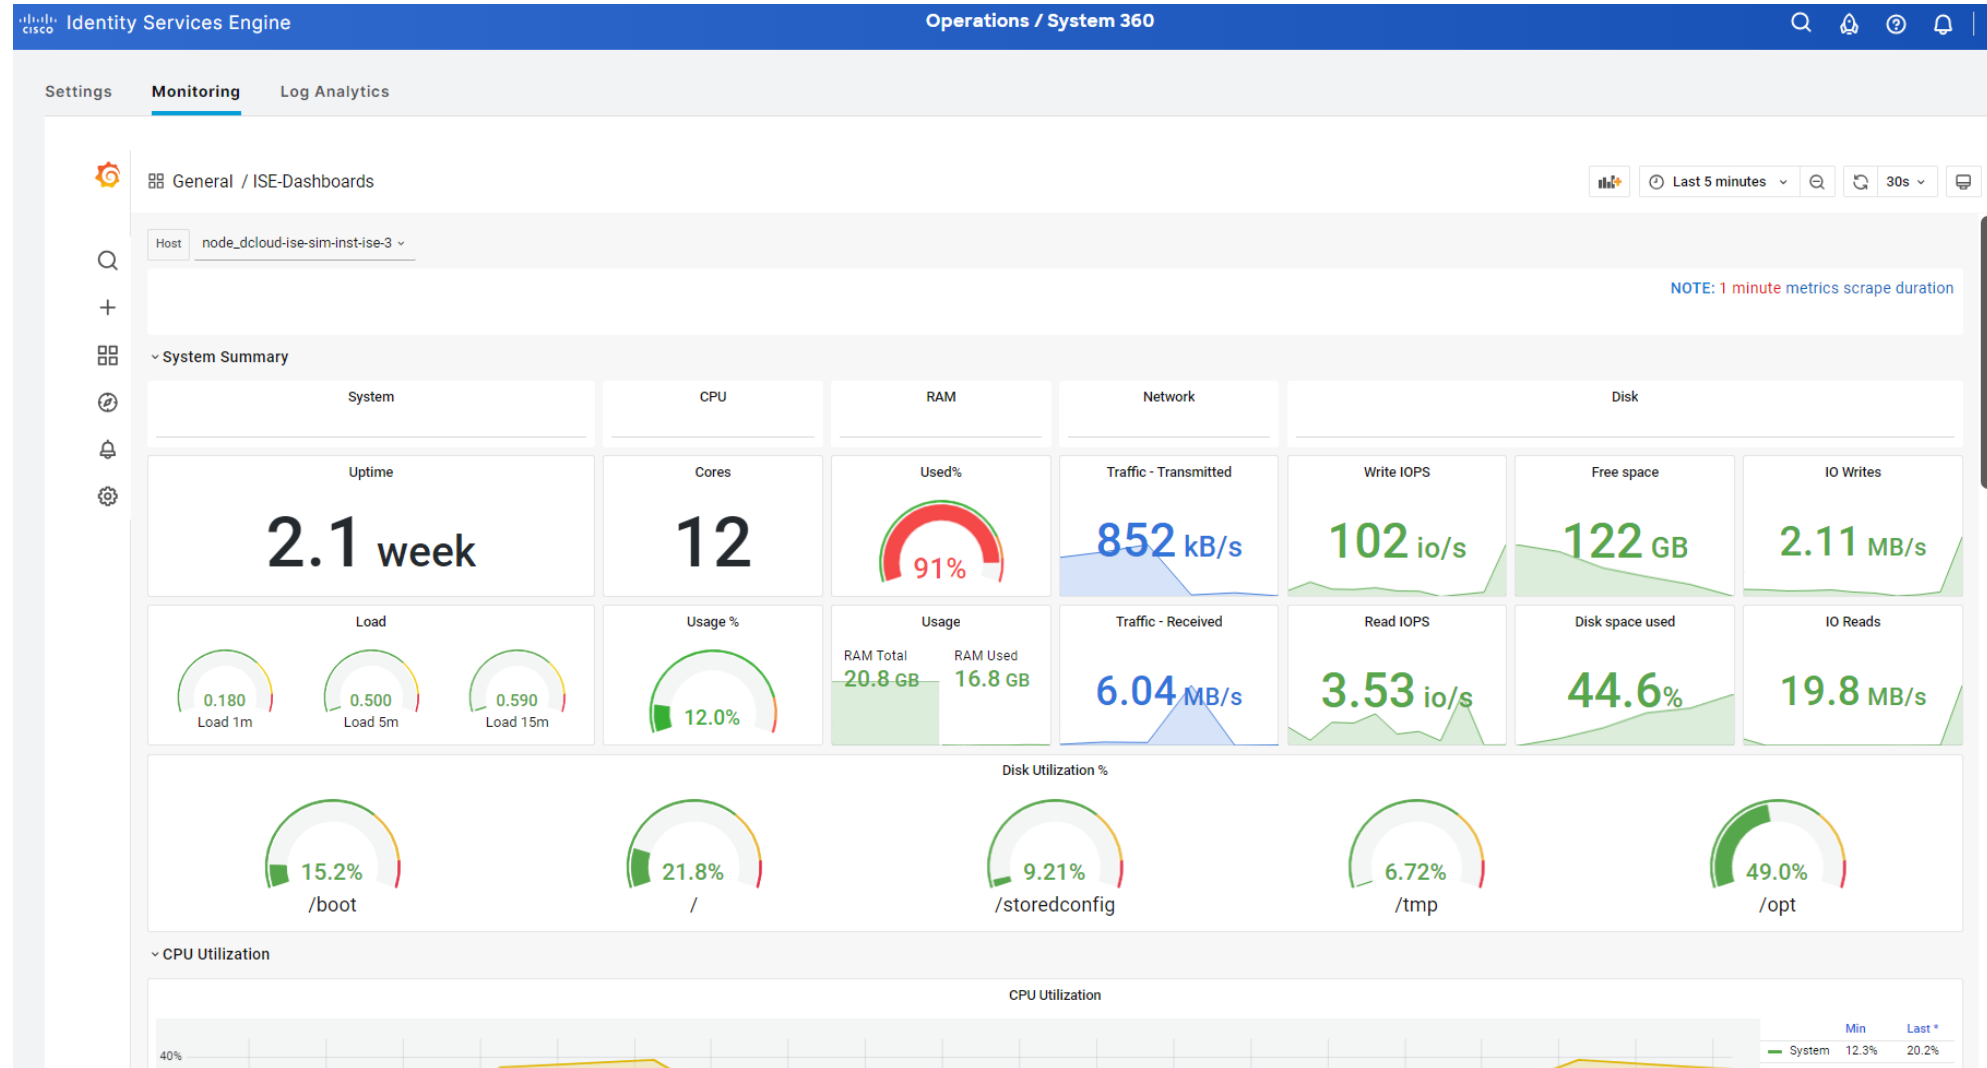 cisco Identity Services Engine
Operations / System 360
Settings
Monitoring
Log Analytics
General / ISE-Dashboards
Last 5 minutes
30s
Host
node_dcloud-ise-sim-inst-ise-3
NOTE: 1 minute metrics scrape duration
System Summary
System
CPU
RAM
Network
Disk
Uptime
2.1 week
Cores
12
Used%
91%
Traffic - Transmitted
852 kB/s
Write IOPS
102 io/s
Free space
122 GB
IO Writes
2.11 MB/s
Load
0.180
Load 1m
0.500
Load 5m
0.590
Load 15m
Usage %
12.0%
Usage
RAM Total
20.8 GB
RAM Used
16.8 GB
Traffic - Received
6.04 MB/s
Read IOPS
3.53 io/s
Disk space used
44.6%
IO Reads
19.8 MB/s
Disk Utilization %
15.2%
/boot
21.8%
/
9.21%
/storedconfig
6.72%
/tmp
49.0%
/opt
CPU Utilization
CPU Utilization
40%
Min Last *
System 12.3% 20.2%